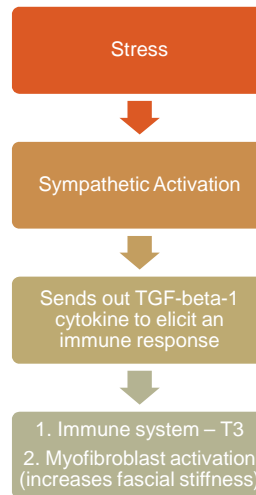 Stress
Sympathetic Activation
Sends out TGF-beta-1
cytokine to elicit an
immune response
1. Immune system – T3
2. Myofibroblast activation
(increases fascial stiffness)